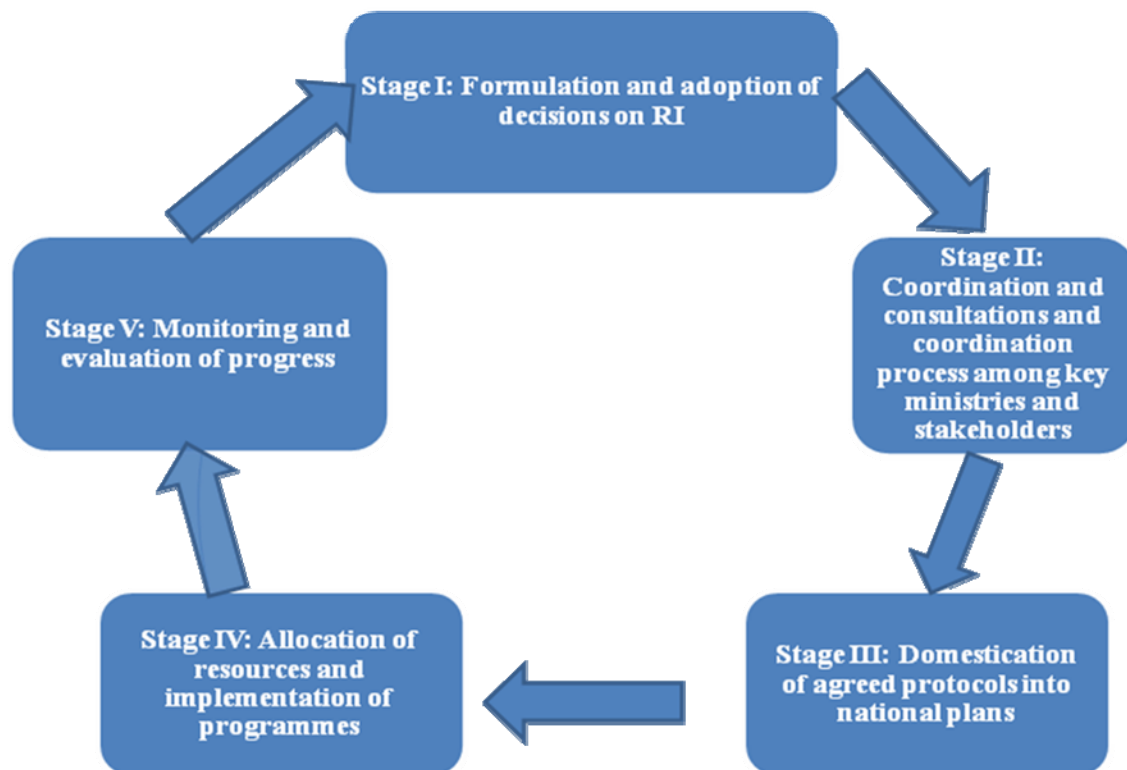 Stage I: Formulation and adoption of
decisions on RI
Stage II:
Coordination and
consultations and
coordination
process among key
ministries and
stakeholders
Stage III: Domestication
of agreed protocols into
national plans
Stage IV: Allocation of
resources and
implementation of
programmes
Stage V: Monitoring and
evaluation of progress